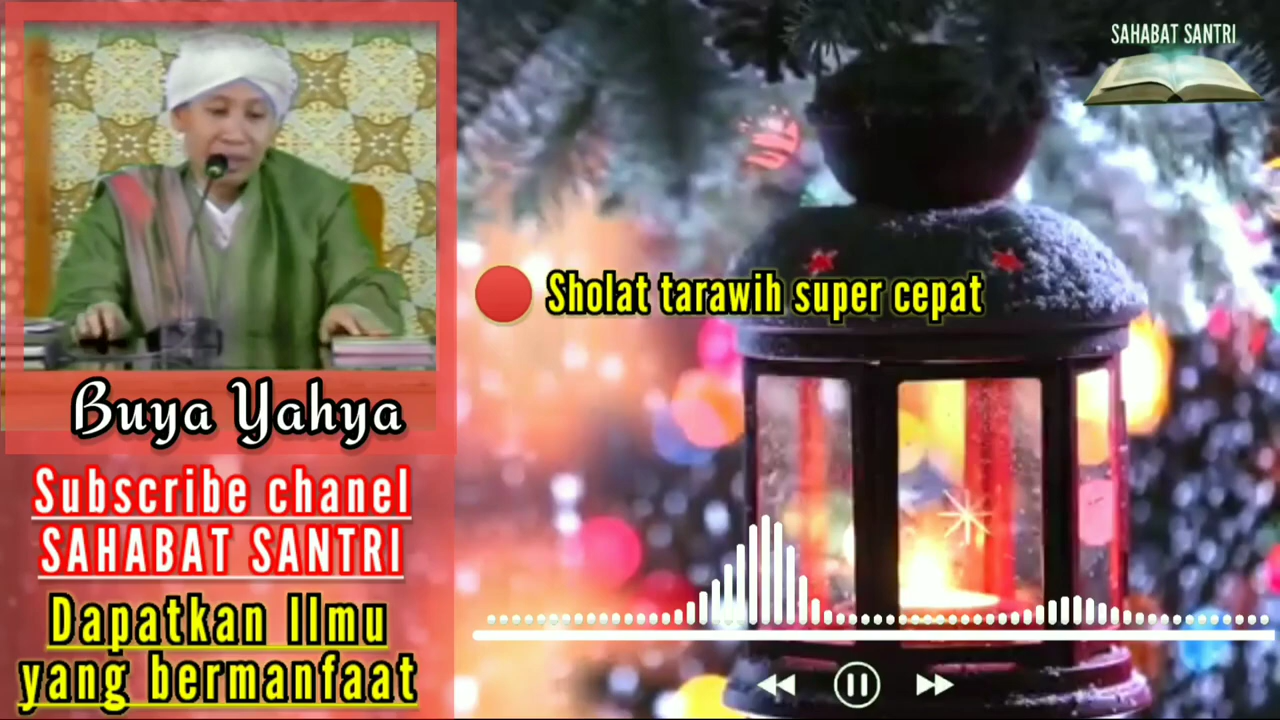 Buya Yahya
Subscribe chanel
SAHABAT SANTRI
Dapatkan Ilmu
yang bermanfaat
Sholat tarawih super cepat
SAHABAT SANTRI